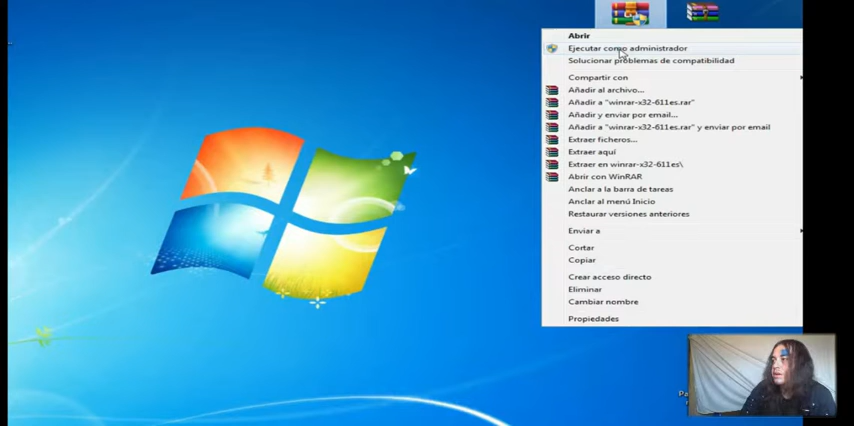 Abrir
Ejecutar como administrador
Solucionar problemas de compatibilidad
Compartir con
Añadir al archivo...
Añadir a "winrar-x32-611es.rar"
Añadir y enviar por email...
Añadir a "winrar-x32-611es.rar" y enviar por email
Extraer ficheros...
Extraer aquí
Extraer en winrar-x32-611es\
Abrir con WinRAR
Anclar a la barra de tareas
Anclar al menú Inicio
Restaurar versiones anteriores
Enviar a
Cortar
Copiar
Crear acceso directo
Eliminar
Cambiar nombre
Propiedades